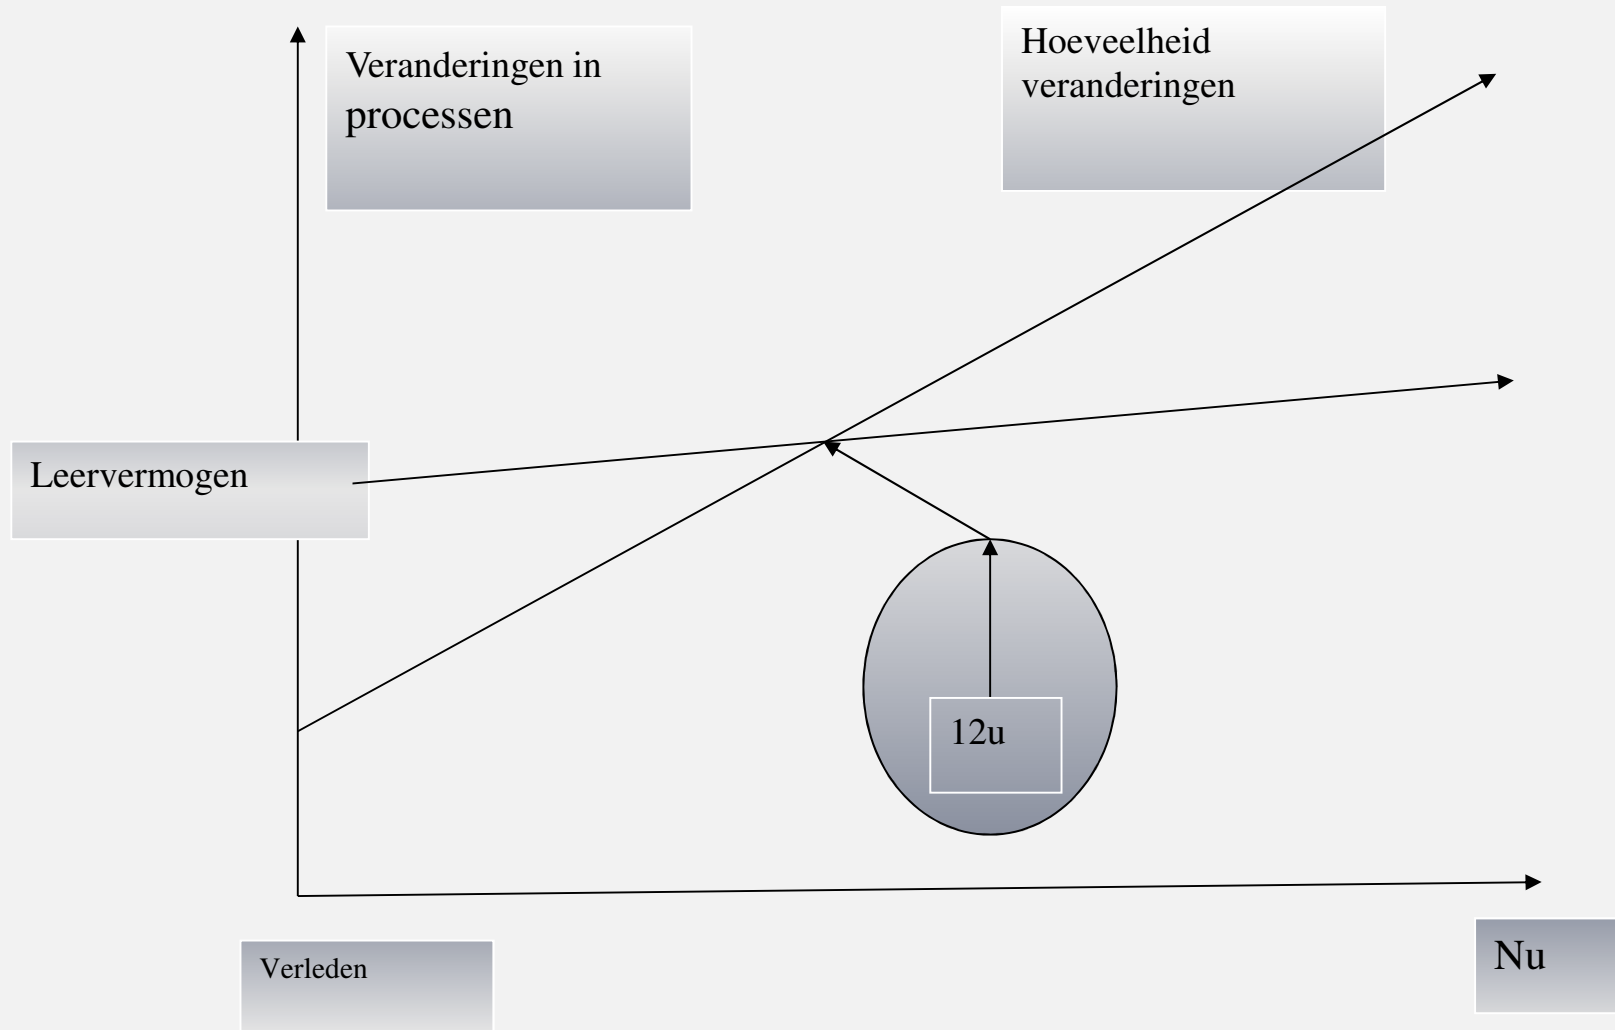 Veranderingen in
processen
Hoeveelheid
veranderingen
Leervermogen
12u
Verleden
Nu